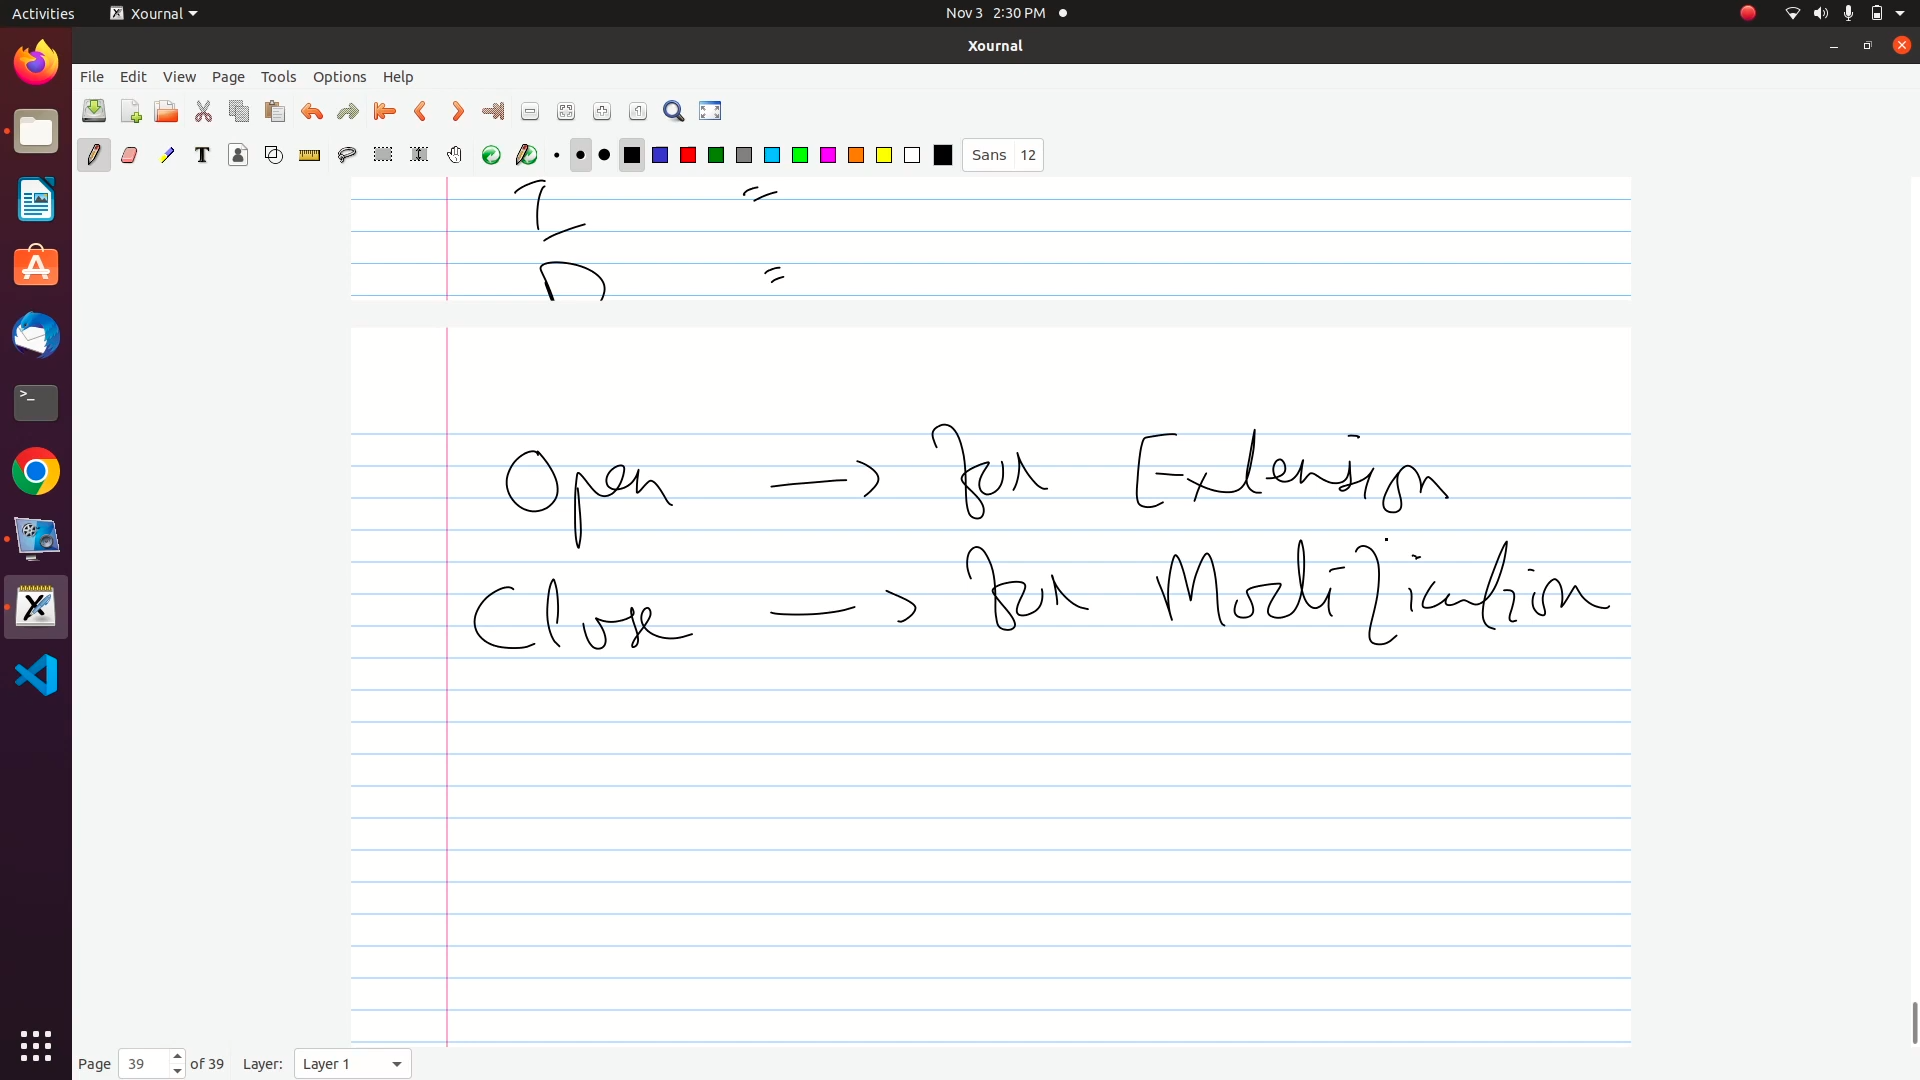 Activities Xournal Nov 3 2:30 PM
Xournal
File Edit View Page Tools Options Help
Sans 12
I =
D =
Open → for Extension
Close → for Modification
Page 39 of 39 Layer: Layer 1